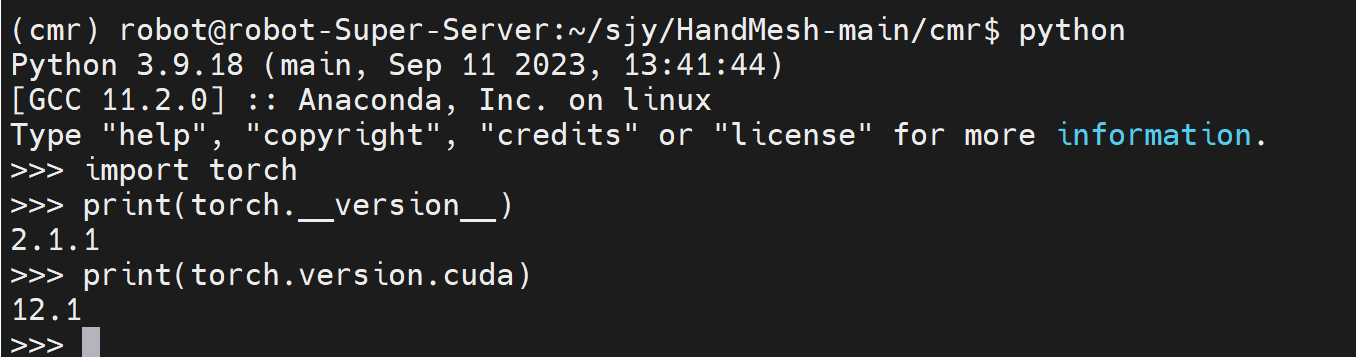 (cmr) robot@robot-Super-Server:~/sjy/HandMesh-main/cmr$ python
Python 3.9.18 (main, Sep 11 2023, 13:41:44)
[GCC 11.2.0] :: Anaconda, Inc. on linux
Type "help", "copyright", "credits" or "license" for more information.
>>> import torch
>>> print(torch.__version__)
2.1.1
>>> print(torch.version.cuda)
12.1
>>>